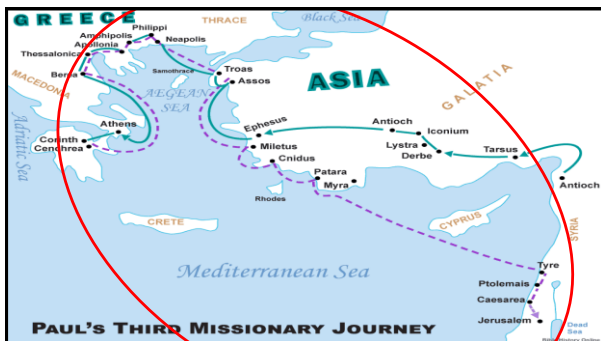 GREECE
THRACE
Black Sea
Philippi
Amphipolis
Apollonia
Neapolis
Thessalonica
Samothrace
Troas
Assos
Berea
MACEDONIA
AEGEAN
SEA
ASIA
GALATIA
Adriatic Sea
Athens
Corinth
Cenchrea
Ephesus
Miletus
Cnidus
Antioch
Iconium
Lystra
Derbe
Tarsus
Antioch
Patara
Myra
Rhodes
CRETE
CYPRUS
SYRIA
Mediterranean Sea
Tyre
Ptolemais
Caesarea
Jerusalem
Dead
Sea
PAUL'S THIRD MISSIONARY JOURNEY